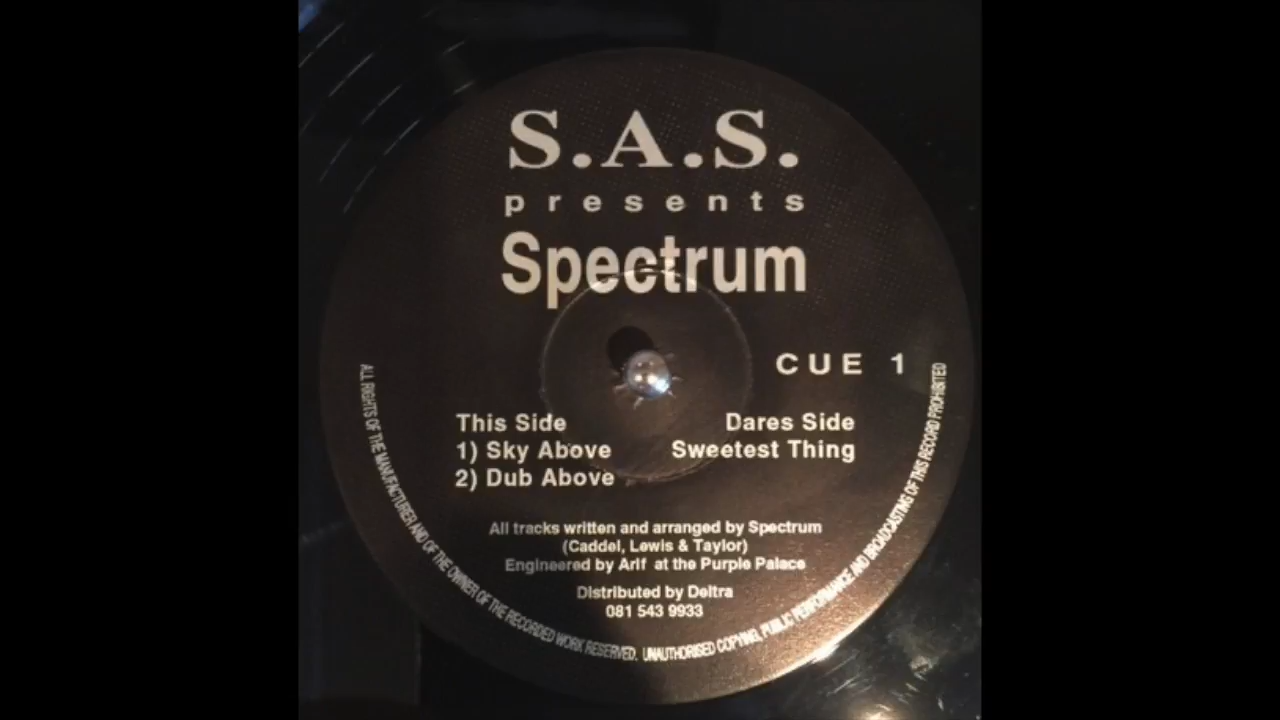 S.A.S.
presents
Spectrum
CUE 1
This Side
1) Sky Above
2) Dub Above
Dares Side
Sweetest Thing
All tracks written and arranged by Spectrum
(Caddel, Lewis & Taylor)
Engineered by Arif at the Purple Palace
Distributed by Deltra
081 543 9933
ALL RIGHTS OF THE MANUFACTURER AND OF THE OWNER OF THE RECORDED WORK RESERVED. UNAUTHORISED COPYING, PUBLIC PERFORMANCE AND BROADCASTING OF THIS RECORD PROHIBITED